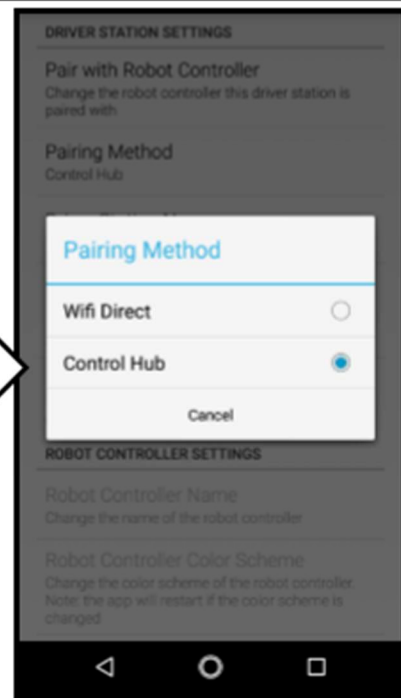 DRIVER STATION SETTINGS
Pair with Robot Controller
Change the robot controller this driver station is
paired with
Pairing Method
Control Hub
Pairing Method
Wifi Direct
Control Hub
Cancel
ROBOT CONTROLLER SETTINGS
Robot Controller Name
Change the name of the robot controller
Robot Controller Color Scheme
Change the color scheme of the robot controller.
Note: the app will restart if the color scheme is
changed